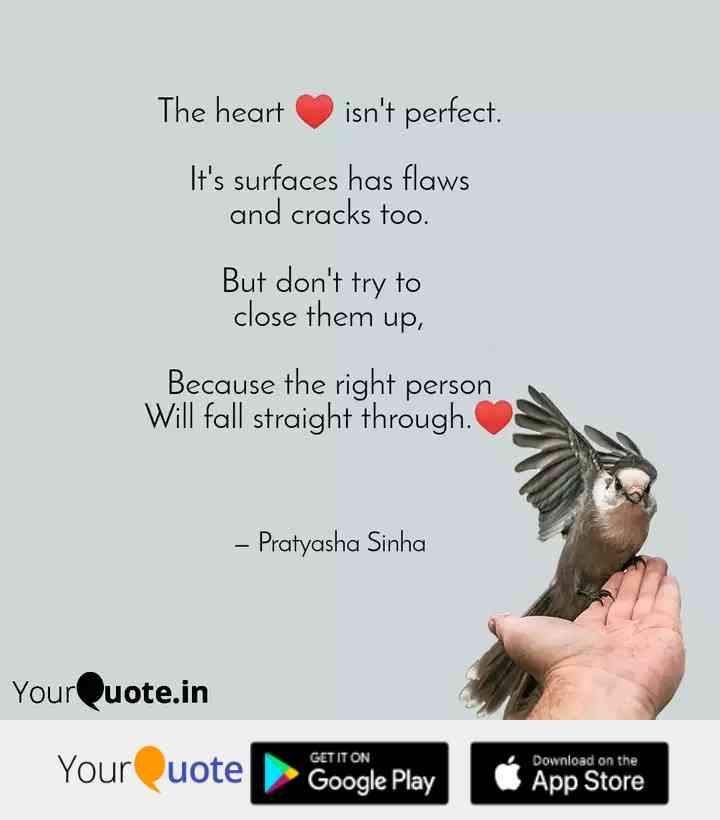 The heart ♥ isn't perfect.
It's surfaces has flaws
and cracks too.
But don't try to
close them up,
Because the right person
Will fall straight through.♥
– Pratyasha Sinha
YourQuote.in
YourQuote
GET IT ON
Google Play
Download on the
App Store